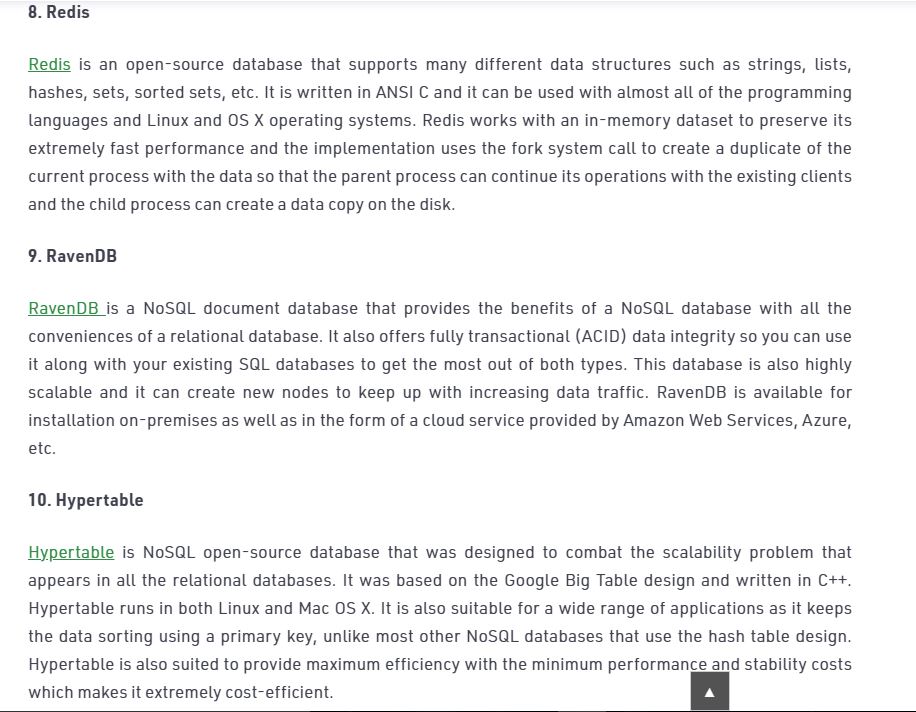 8. Redis
Redis is an open-source database that supports many different data structures such as strings, lists,
hashes, sets, sorted sets, etc. It is written in ANSI C and it can be used with almost all of the programming
languages and Linux and OS X operating systems. Redis works with an in-memory dataset to preserve its
extremely fast performance and the implementation uses the fork system call to create a duplicate of the
current process with the data so that the parent process can continue its operations with the existing clients
and the child process can create a data copy on the disk.
9. RavenDB
RavenDB is a NoSQL document database that provides the benefits of a NoSQL database with all the
conveniences of a relational database. It also offers fully transactional (ACID) data integrity so you can use
it along with your existing SQL databases to get the most out of both types. This database is also highly
scalable and it can create new nodes to keep up with increasing data traffic. RavenDB is available for
installation on-premises as well as in the form of a cloud service provided by Amazon Web Services, Azure,
etc.
10. Hypertable
Hypertable is NoSQL open-source database that was designed to combat the scalability problem that
appears in all the relational databases. It was based on the Google Big Table design and written in C++.
Hypertable runs in both Linux and Mac OS X. It is also suitable for a wide range of applications as it keeps
the data sorting using a primary key, unlike most other NoSQL databases that use the hash table design.
Hypertable is also suited to provide maximum efficiency with the minimum performance and stability costs
which makes it extremely cost-efficient.